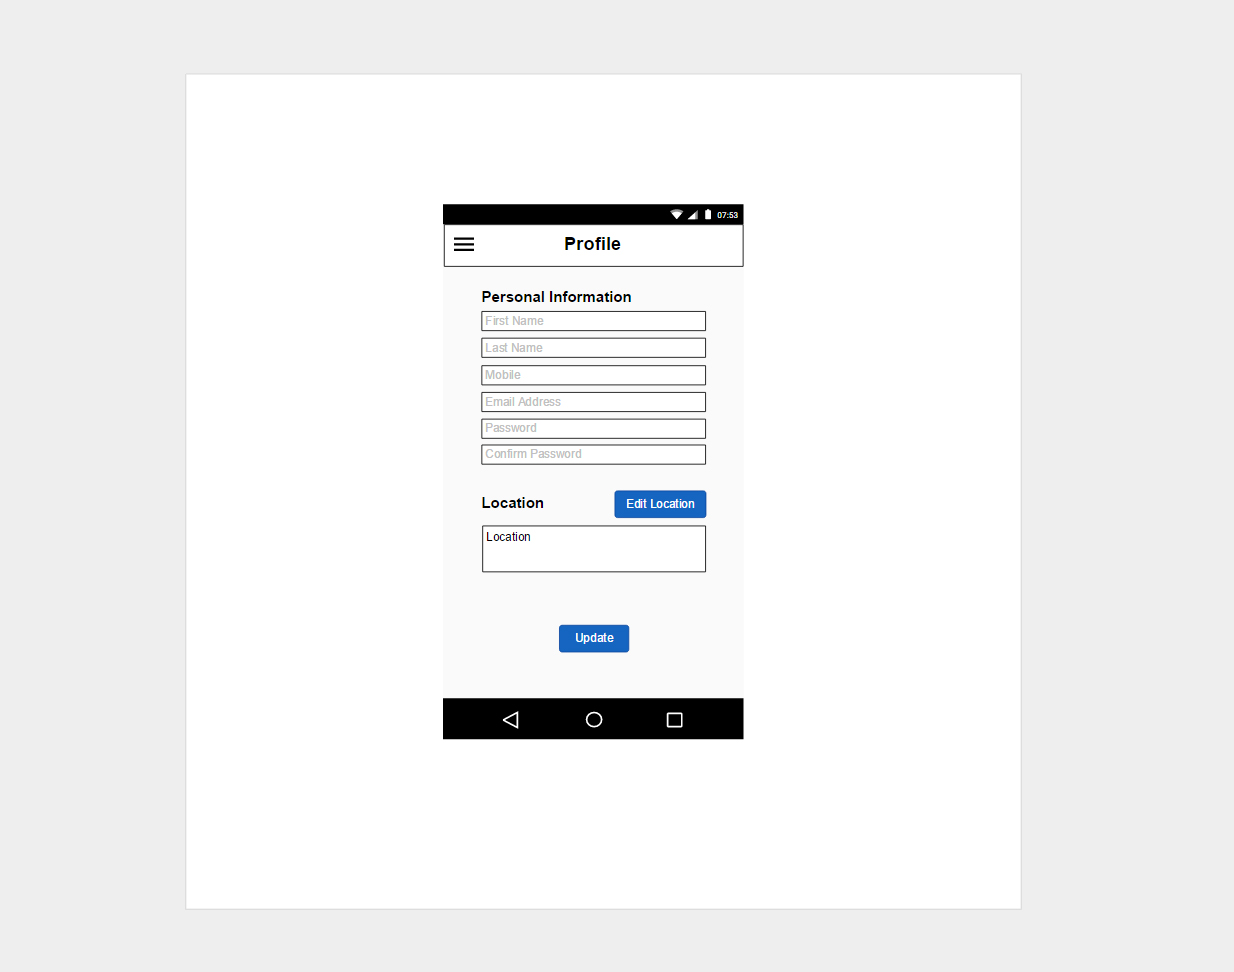 07:53
Profile
Personal Information
First Name
Last Name
Mobile
Email Address
Password
Confirm Password
Location
Edit Location
Location
Update